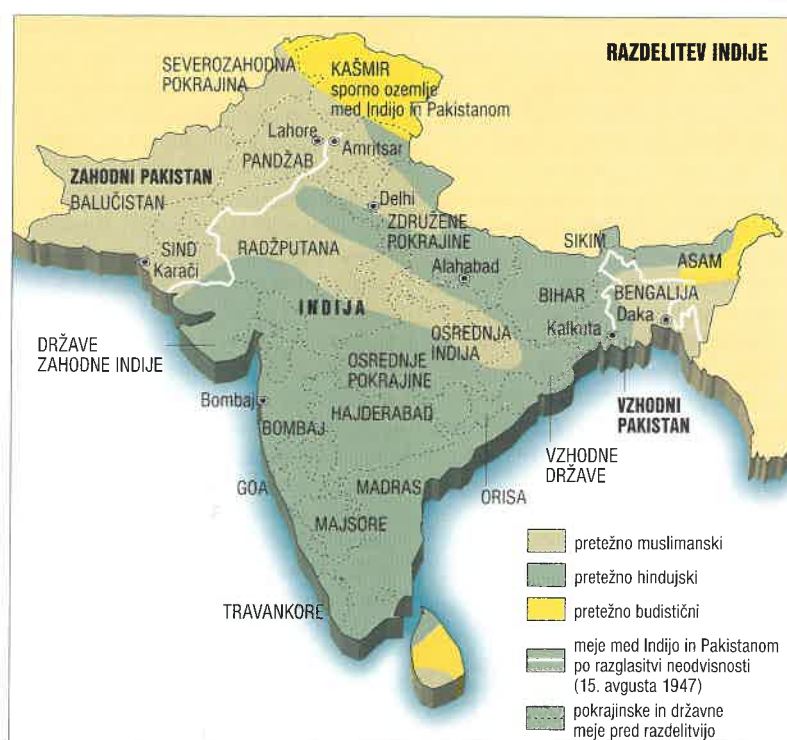 RAZDELITEV INDIJE
SEVEROZAHODNA
POKRAJINA
KAŠMIR
sporno ozemlje
med Indijo in Pakistanom
Lahore
Amritsar
PANDŽAB
ZAHODNI PAKISTAN
BALUČISTAN
Delhi
ZDRUŽENE
POKRAJINE
SIND
Karači
RADŽPUTANA
SIKIM
ASAM
Alahabad
BIHAR
BENGALIJA
Daka
INDIJA
Kalkuta
OSREDNJA
INDIJA
DRŽAVE
ZAHODNE INDIJE
OSREDNJE
POKRAJINE
Bombaj
BOMBAJ
HAJDERABAD
VZHODNI
PAKISTAN
VZHODNE
DRŽAVE
GOA
MADRAS
ORISA
MAJSORE
TRAVANKORE
pretežno muslimanski
pretežno hindujski
pretežno budistični
meje med Indijo in Pakistanom
po razglasitvi neodvisnosti
(15. avgusta 1947)
pokrajinske in državne
meje pred razdelitvijo